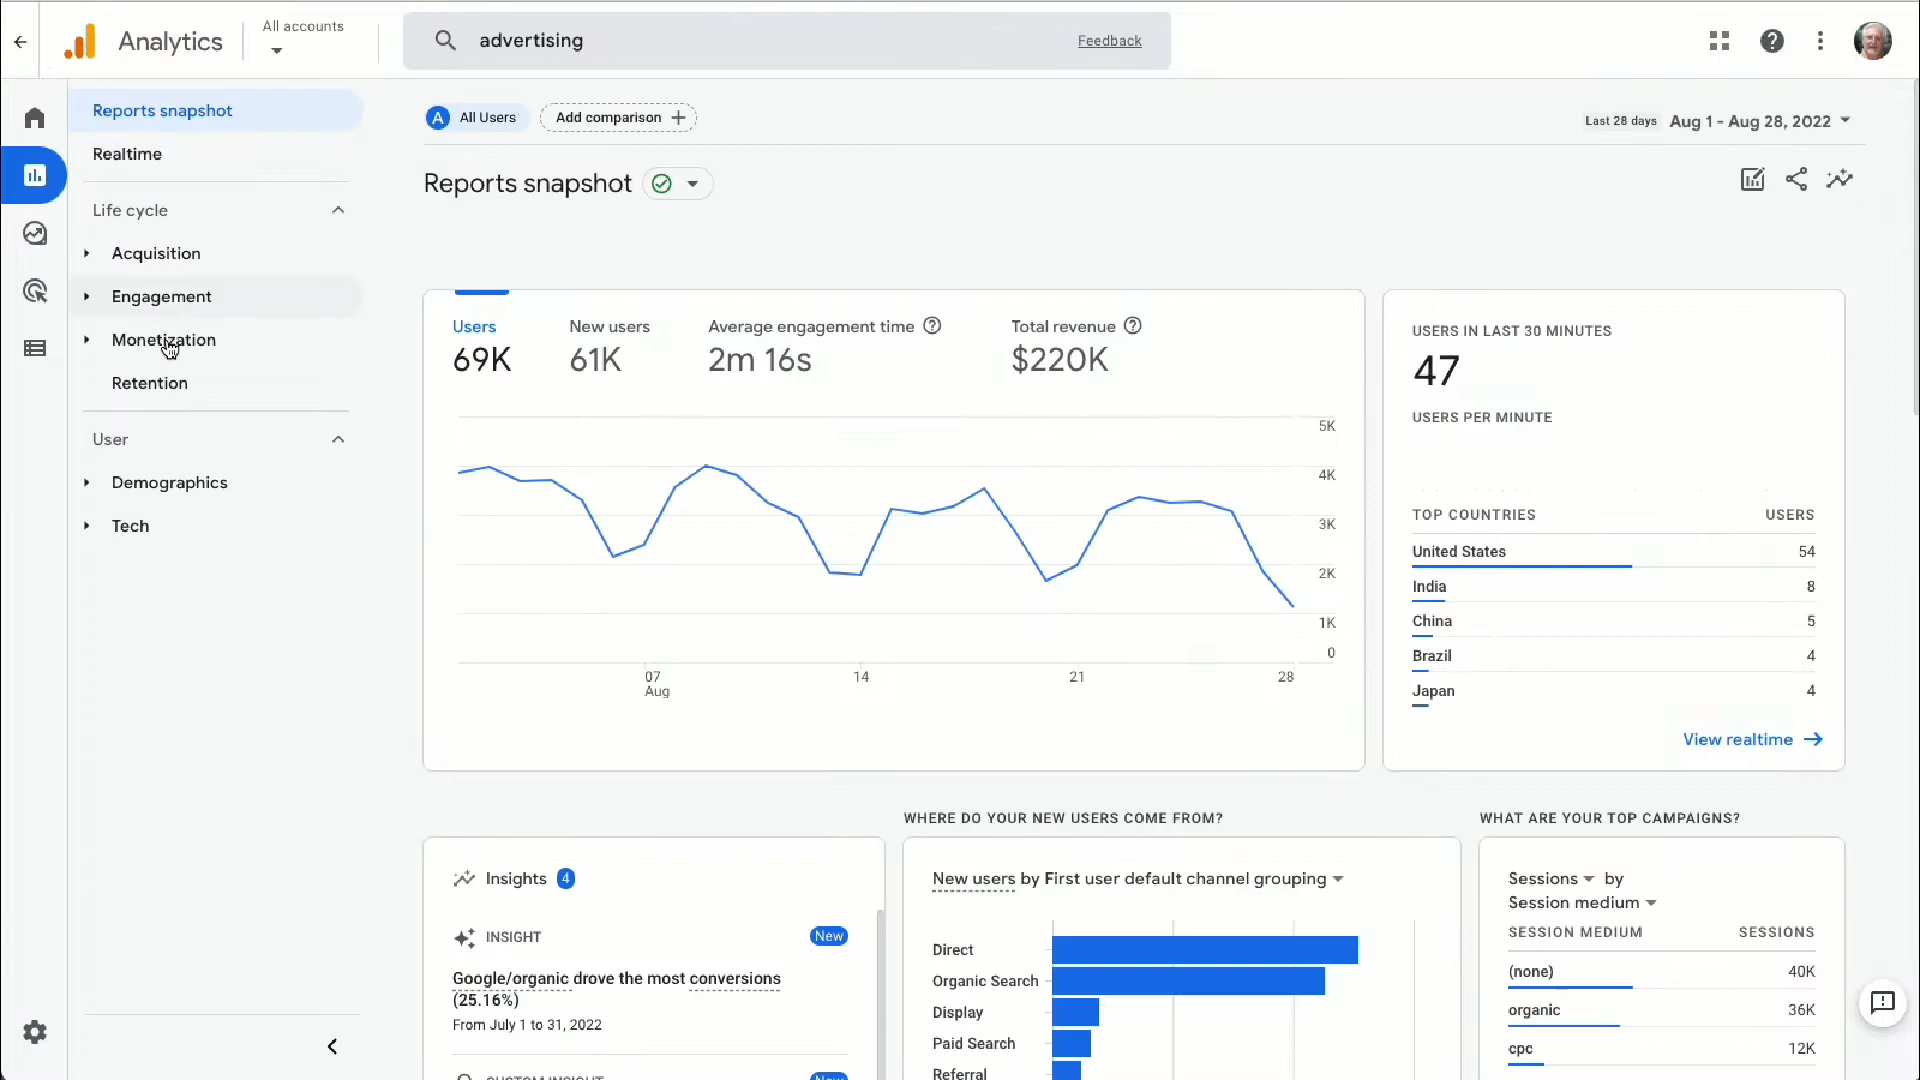 Analytics
All accounts
advertising
Feedback
Reports snapshot
Realtime
Life cycle
Acquisition
Engagement
Monetization
Retention
User
Demographics
Tech
A All Users
Add comparison
Last 28 days Aug 1 - Aug 28, 2022
Reports snapshot
Users
69K
New users
61K
Average engagement time
2m 16s
Total revenue
$220K
5K
4K
3K
2K
1K
0
07
Aug
14
21
28
USERS IN LAST 30 MINUTES
47
USERS PER MINUTE
TOP COUNTRIES USERS
United States 54
India 8
China 5
Brazil 4
Japan 4
View realtime
Insights 4
INSIGHT New
Google/organic drove the most conversions
(25.16%)
From July 1 to 31, 2022
CUSTOM INSIGHT New
WHERE DO YOUR NEW USERS COME FROM?
New users by First user default channel grouping
Direct
Organic Search
Display
Paid Search
Referral
WHAT ARE YOUR TOP CAMPAIGNS?
Sessions by
Session medium
SESSION MEDIUM SESSIONS
(none) 40K
organic 36K
cpc 12K